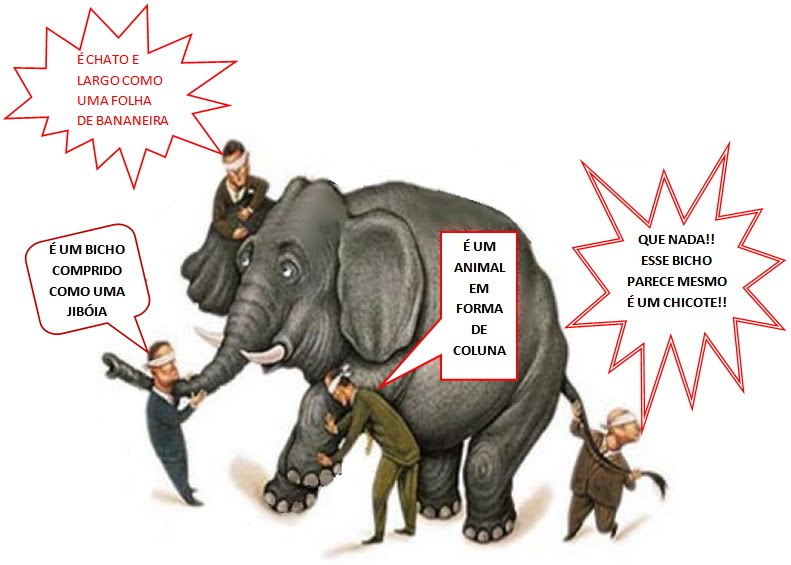 É CHATO E
LARGO COMO
UMA FOLHA
DE BANANEIRA
É UM BICHO
COMPRIDO
COMO UMA
JIBÓIA
É UM
ANIMAL
EM
FORMA
DE
COLUNA
QUE NADA!!
ESSE BICHO
PARECE MESMO
É UM CHICOTE!!